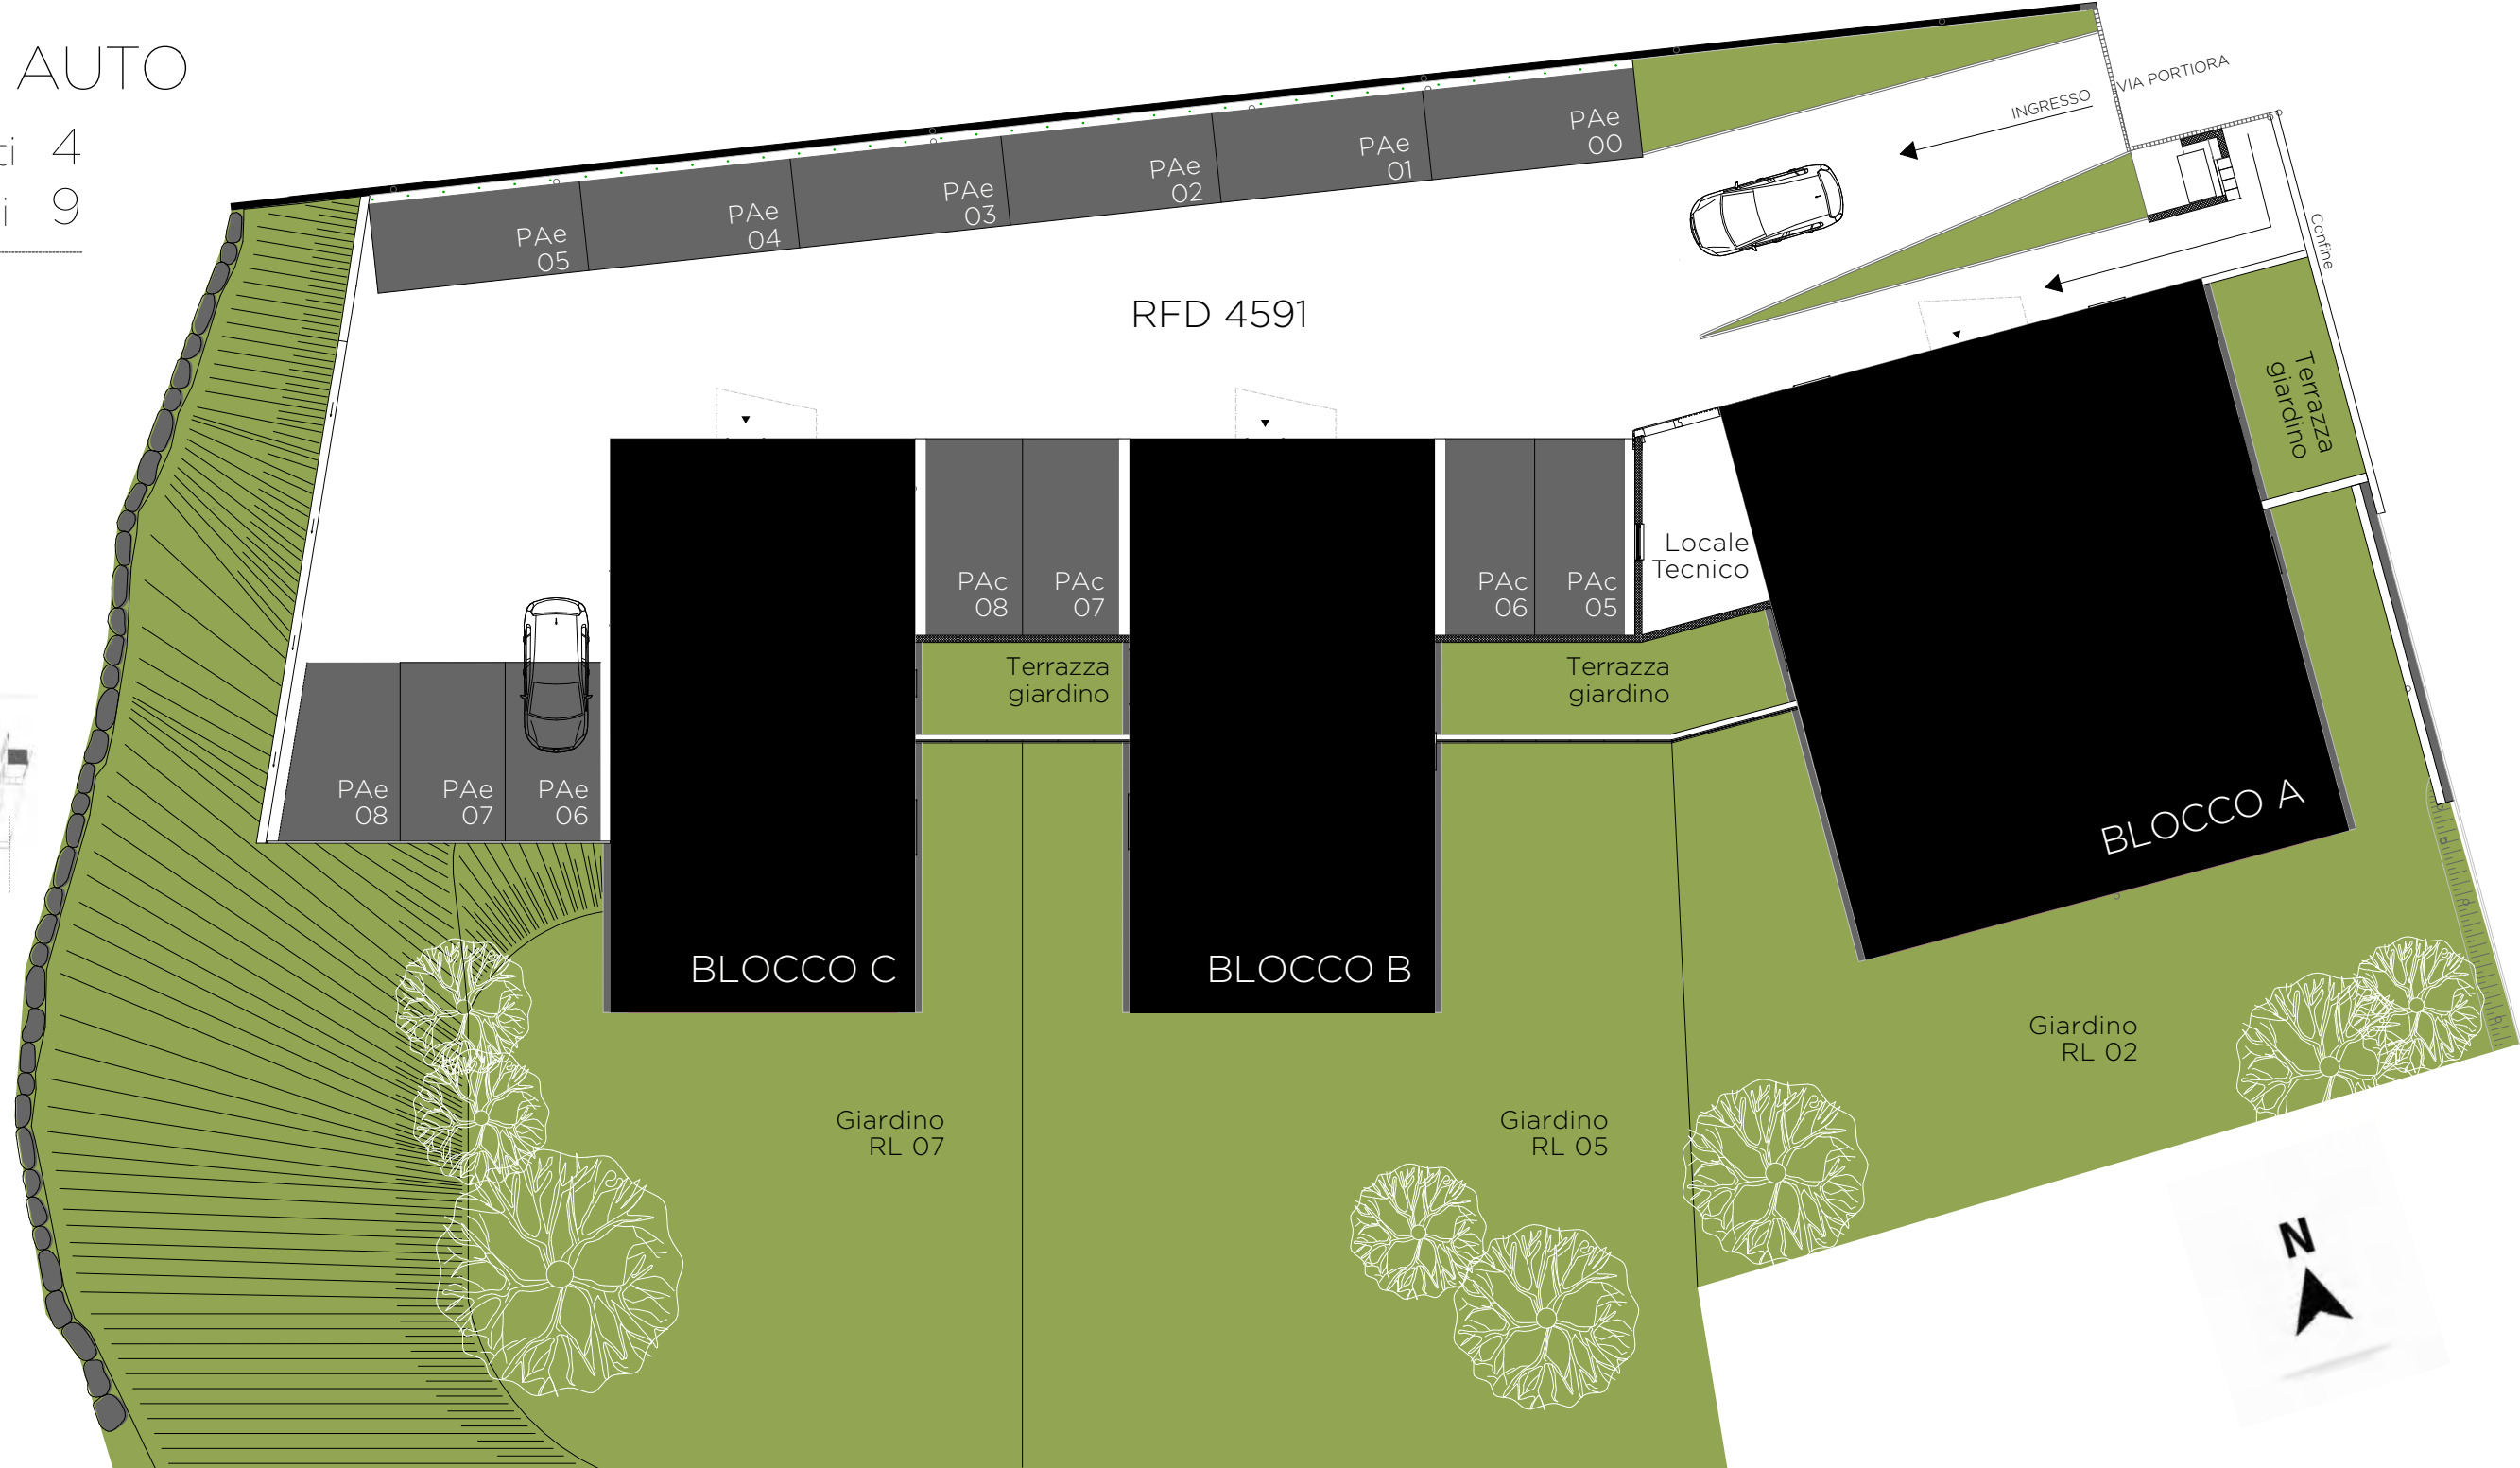 AUTO
4
9
VIA PORTIORA
INGRESSO
Confine
PAe
00
PAe
01
PAe
02
PAe
03
PAe
04
PAe
05
RFD 4591
Terrazza
giardino
Locale
Tecnico
PAc
08
PAc
07
PAc
06
PAc
05
Terrazza
giardino
Terrazza
giardino
PAe
08
PAe
07
PAe
06
BLOCCO A
BLOCCO C
BLOCCO B
Giardino
RL 02
Giardino
RL 07
Giardino
RL 05
N